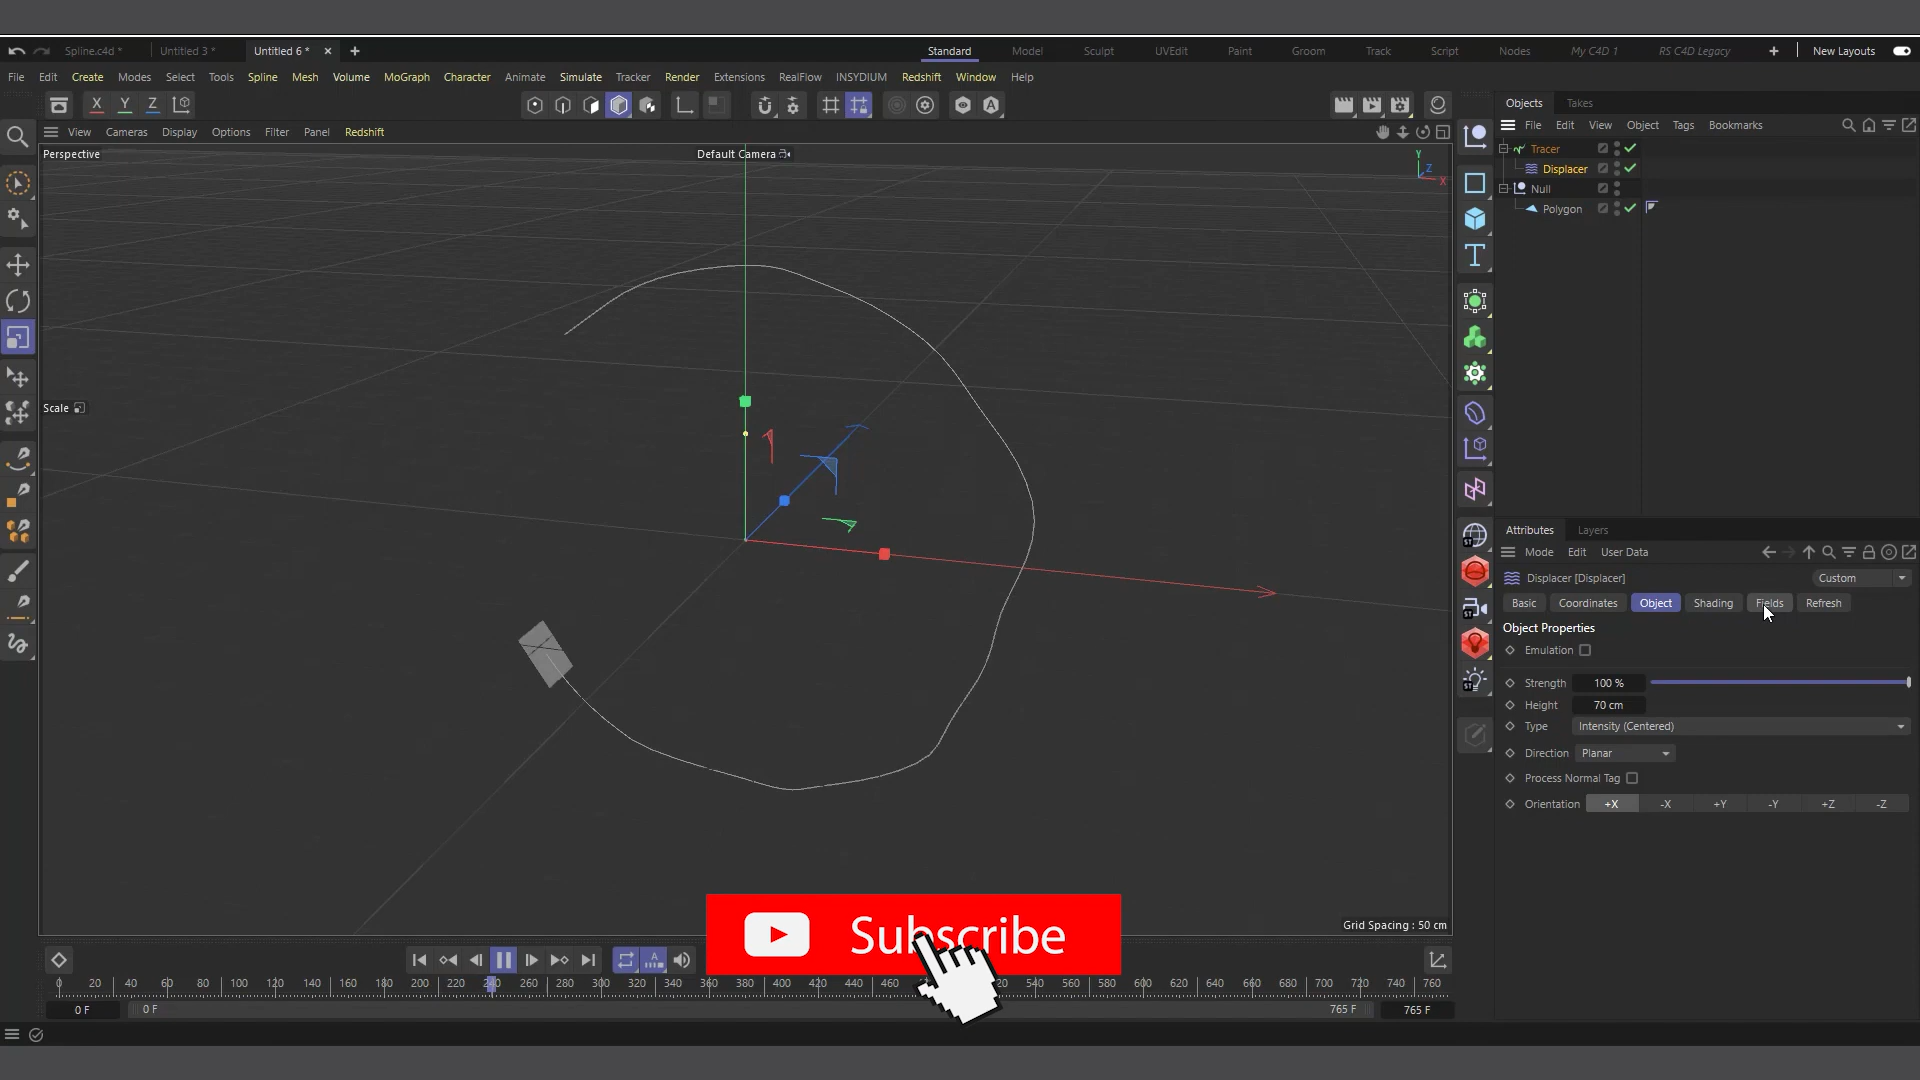 Spline.c4d *
Untitled 3 *
Untitled 6 *
Standard
Model
Sculpt
UVEdit
Paint
Groom
Track
Script
Nodes
My C4D 1
RS C4D Legacy
New Layouts
File Edit Create Modes Select Tools Spline Mesh Volume MoGraph Character Animate Simulate Tracker Render Extensions RealFlow INSYDIUM Redshift Window Help
X Y Z
View Cameras Display Options Filter Panel Redshift
Perspective
Default Camera
Y
Z
X
Scale
Grid Spacing : 50 cm
Objects Takes
File Edit View Object Tags Bookmarks
Tracer
Displacer
Null
Polygon
Attributes Layers
Mode Edit User Data
Displacer [Displacer]
Custom
Basic Coordinates Object Shading Fields Refresh
Object Properties
Emulation
Strength 100 %
Height 70 cm
Type Intensity (Centered)
Direction Planar
Process Normal Tag
Orientation +X -X +Y -Y +Z -Z
Subscribe
0 20 40 60 80 100 120 140 160 180 200 220 240 260 280 300 320 340 360 380 400 420 440 460 20 540 560 580 600 620 640 660 680 700 720 740 760
0 F
0 F
765 F
765 F